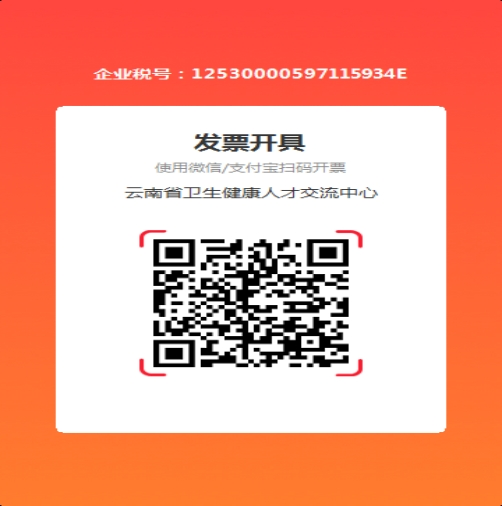 企业税号：12530000597115934E
发票开具
使用微信/支付宝扫码开票
云南省卫生健康人才交流中心